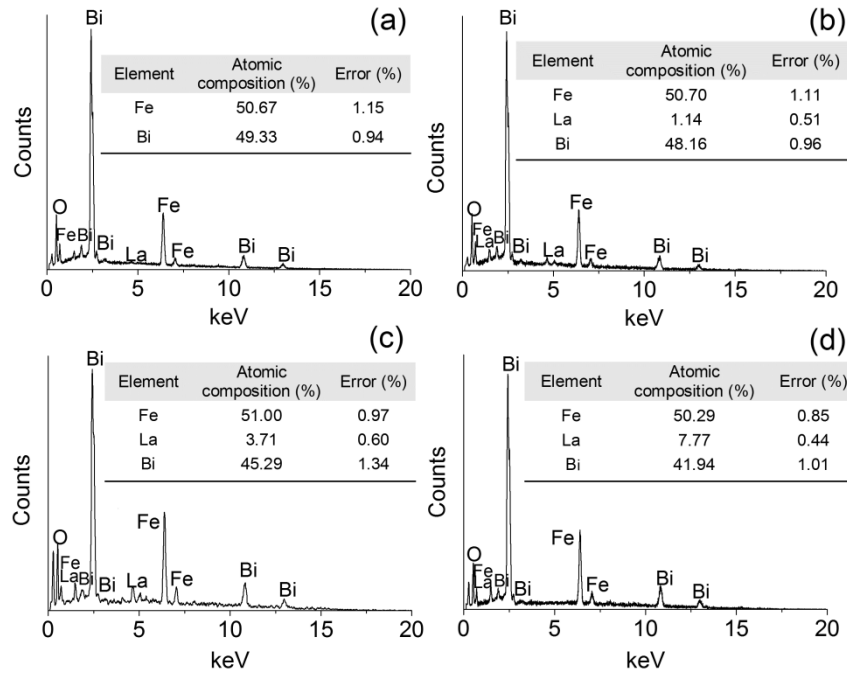 (a)
Bi
Element Atomic composition (%) Error (%)
Fe 50.67 1.15
Bi 49.33 0.94
Counts
O
Fe Bi
Bi La
Fe
Fe
Bi
Bi
0 5 10 15 20
keV
(b)
Bi
Element Atomic composition (%) Error (%)
Fe 50.70 1.11
La 1.14 0.51
Bi 48.16 0.96
Counts
O
Fe
La Bi
Bi La
Fe
Fe
Bi
Bi
0 5 10 15 20
keV
(c)
Bi
Element Atomic composition (%) Error (%)
Fe 51.00 0.97
La 3.71 0.60
Bi 45.29 1.34
Counts
O
Fe
La Bi
Bi La
Fe
Fe
Bi
Bi
0 5 10 15 20
keV
(d)
Bi
Element Atomic composition (%) Error (%)
Fe 50.29 0.85
La 7.77 0.44
Bi 41.94 1.01
Counts
O
Fe
La Bi
Bi
Fe
Fe
Bi
Bi
0 5 10 15 20
keV